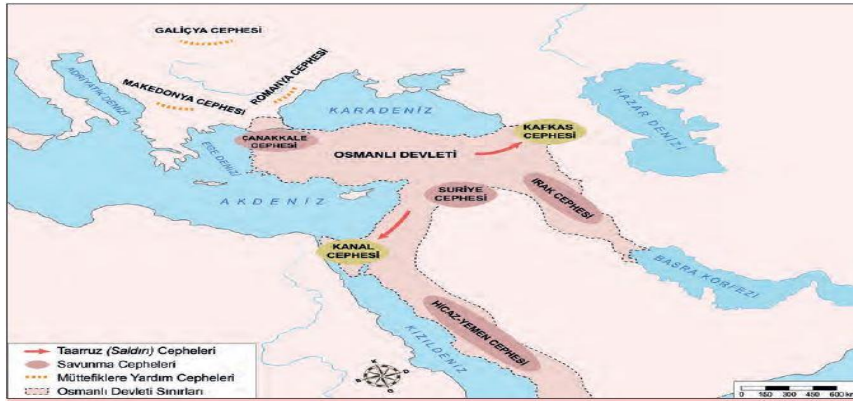 GALİÇYA CEPHESİ
ROMANYA CEPHESİ
MAKEDONYA CEPHESİ
ADRİYATİK DENİZİ
KARADENİZ
HAZAR DENİZİ
KAFKAS
CEPHESİ
ÇANAKKALE
CEPHESİ
OSMANLI DEVLETİ
EGE DENİZİ
SURİYE
CEPHESİ
IRAK CEPHESİ
AKDENİZ
KANAL
CEPHESİ
BASRA KÖRFEZİ
HİCAZ-YEMEN CEPHESİ
KIZILDENİZ
Taarruz (Saldırı) Cepheleri
Savunma Cepheleri
Müttefiklere Yardım Cepheleri
Osmanlı Devleti Sınırları
K
0 150 300 450 600 km